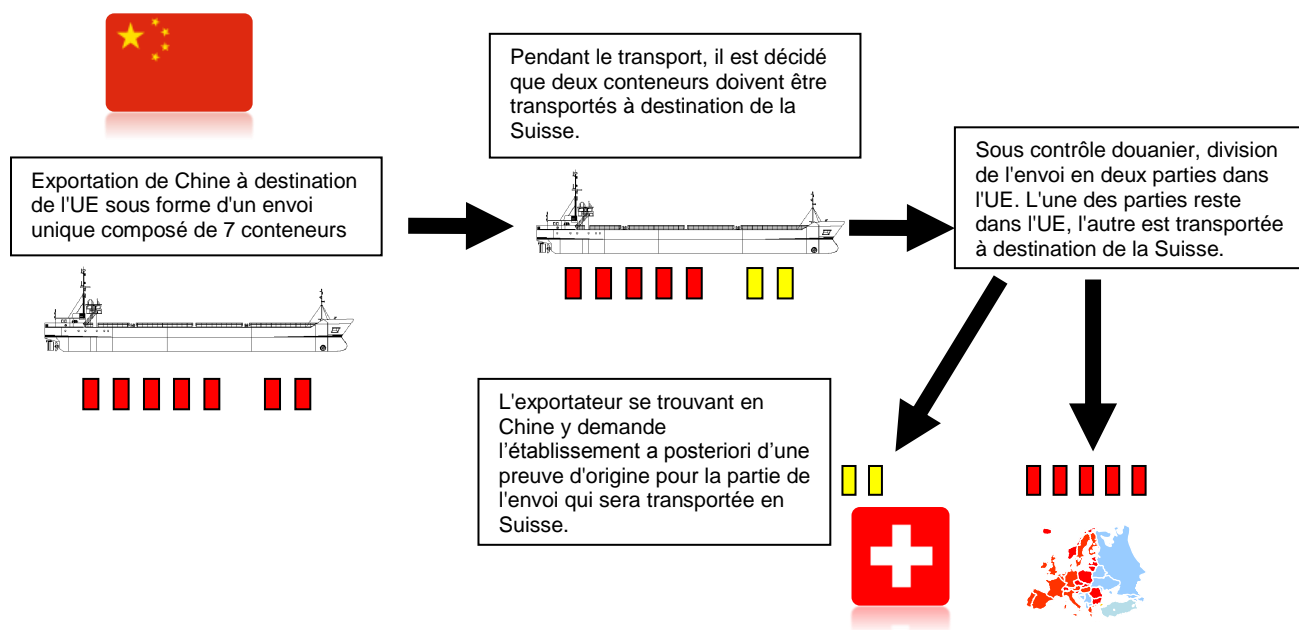 Exportation de Chine à destination
de l'UE sous forme d'un envoi
unique composé de 7 conteneurs
Pendant le transport, il est décidé
que deux conteneurs doivent être
transportés à destination de la
Suisse.
Sous contrôle douanier, division
de l'envoi en deux parties dans
l'UE. L'une des parties reste
dans l'UE, l'autre est transportée
à destination de la Suisse.
L'exportateur se trouvant en
Chine y demande
l’établissement a posteriori d’une
preuve d'origine pour la partie de
l'envoi qui sera transportée en
Suisse.